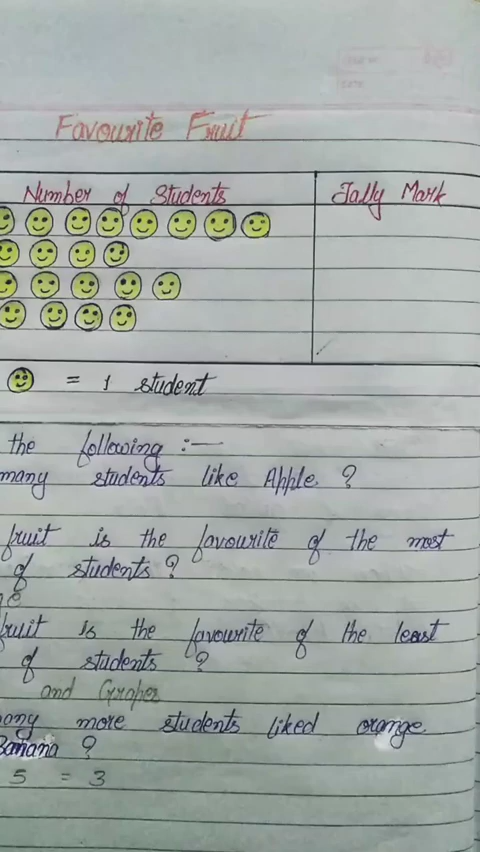 Favourite Fruit
Number of Students Tally Mark
= 1 student
the following :—
many students like Apple ?
fruit is the favourite of the most
of students ?
ge
fruit is the favourite of the least
of students ?
and Grapes
many more students liked orange
Banana ?
5 = 3